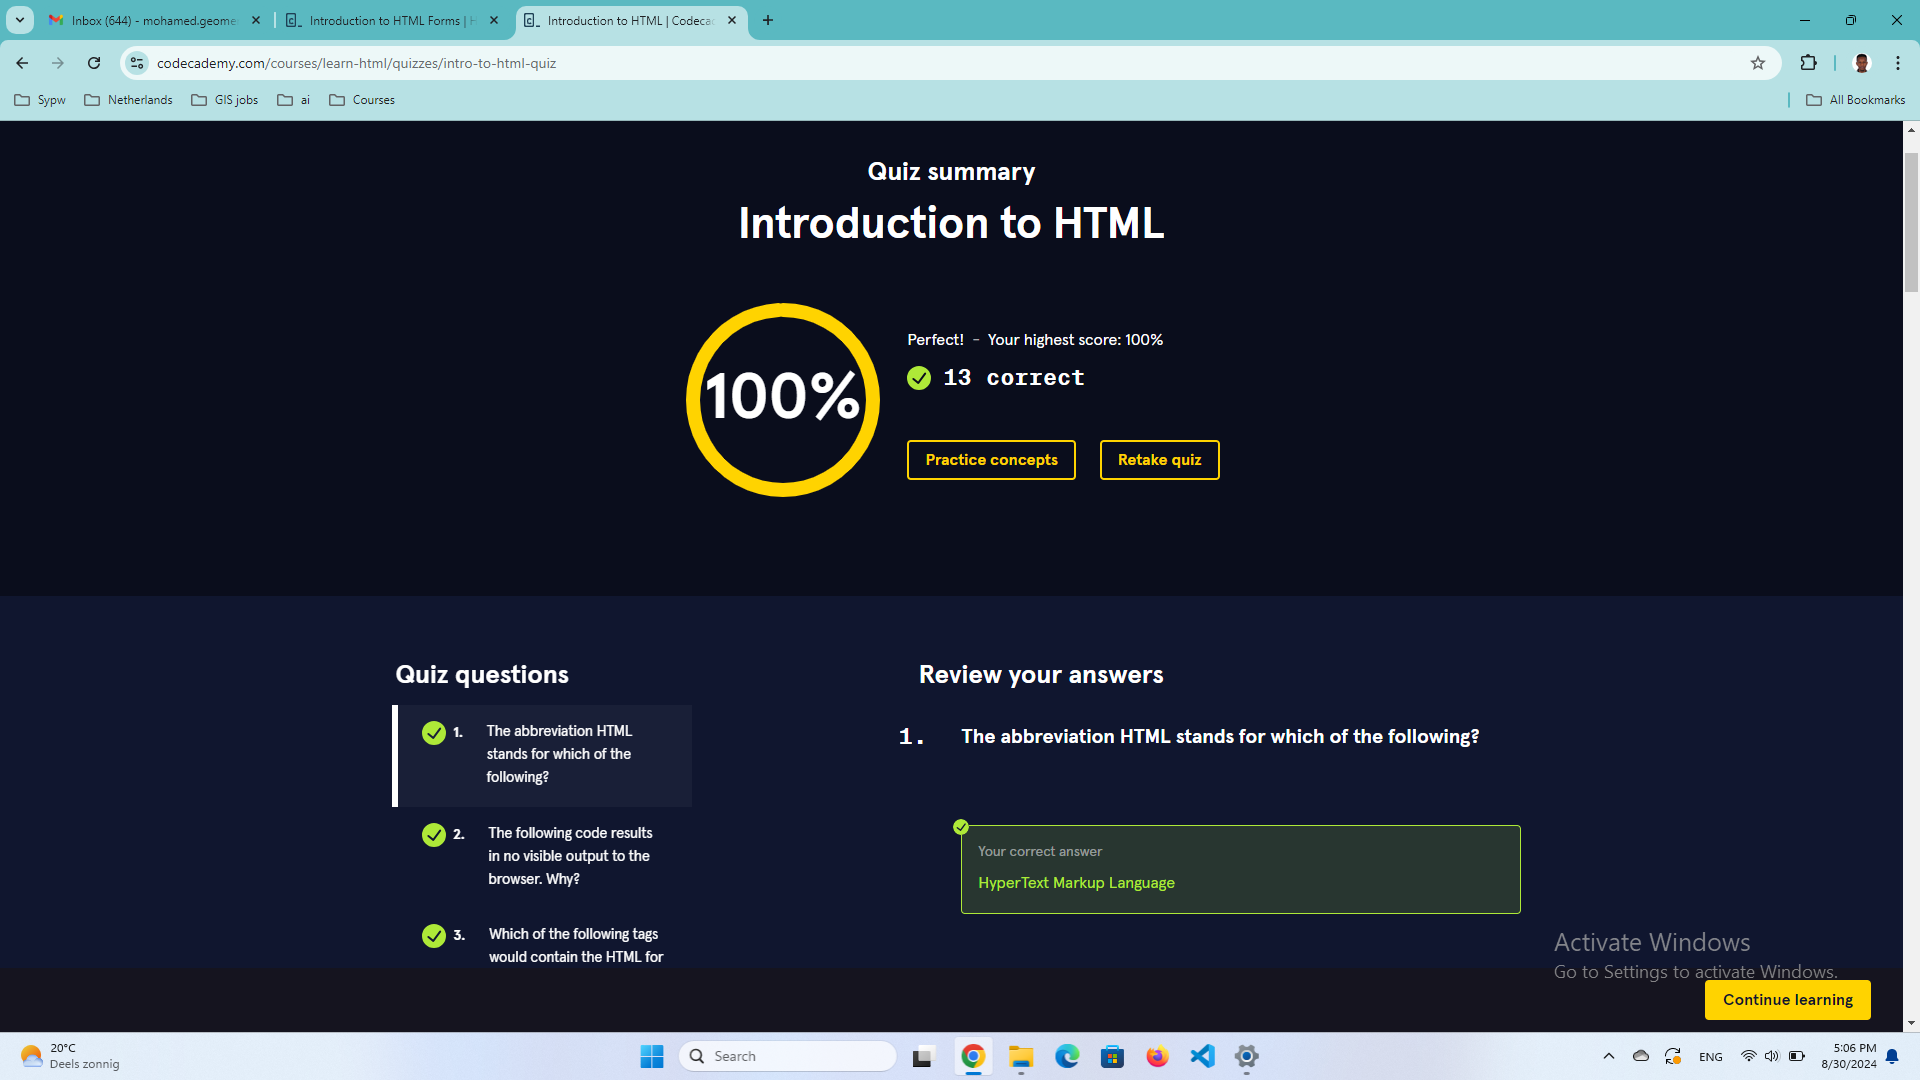 Inbox (644) - mohamed.geome
Introduction to HTML Forms | H
Introduction to HTML | Codecac
codecademy.com/courses/learn-html/quizzes/intro-to-html-quiz
Sypw
Netherlands
GIS jobs
ai
Courses
All Bookmarks
Quiz summary
Introduction to HTML
100%
Perfect! - Your highest score: 100%
13 correct
Practice concepts
Retake quiz
Quiz questions
1. The abbreviation HTML
stands for which of the
following?
2. The following code results
in no visible output to the
browser. Why?
3. Which of the following tags
would contain the HTML for
Review your answers
1. The abbreviation HTML stands for which of the following?
Your correct answer
HyperText Markup Language
Activate Windows
Go to Settings to activate Windows.
Continue learning
20°C
Deels zonnig
Search
ENG
5:06 PM
8/30/2024